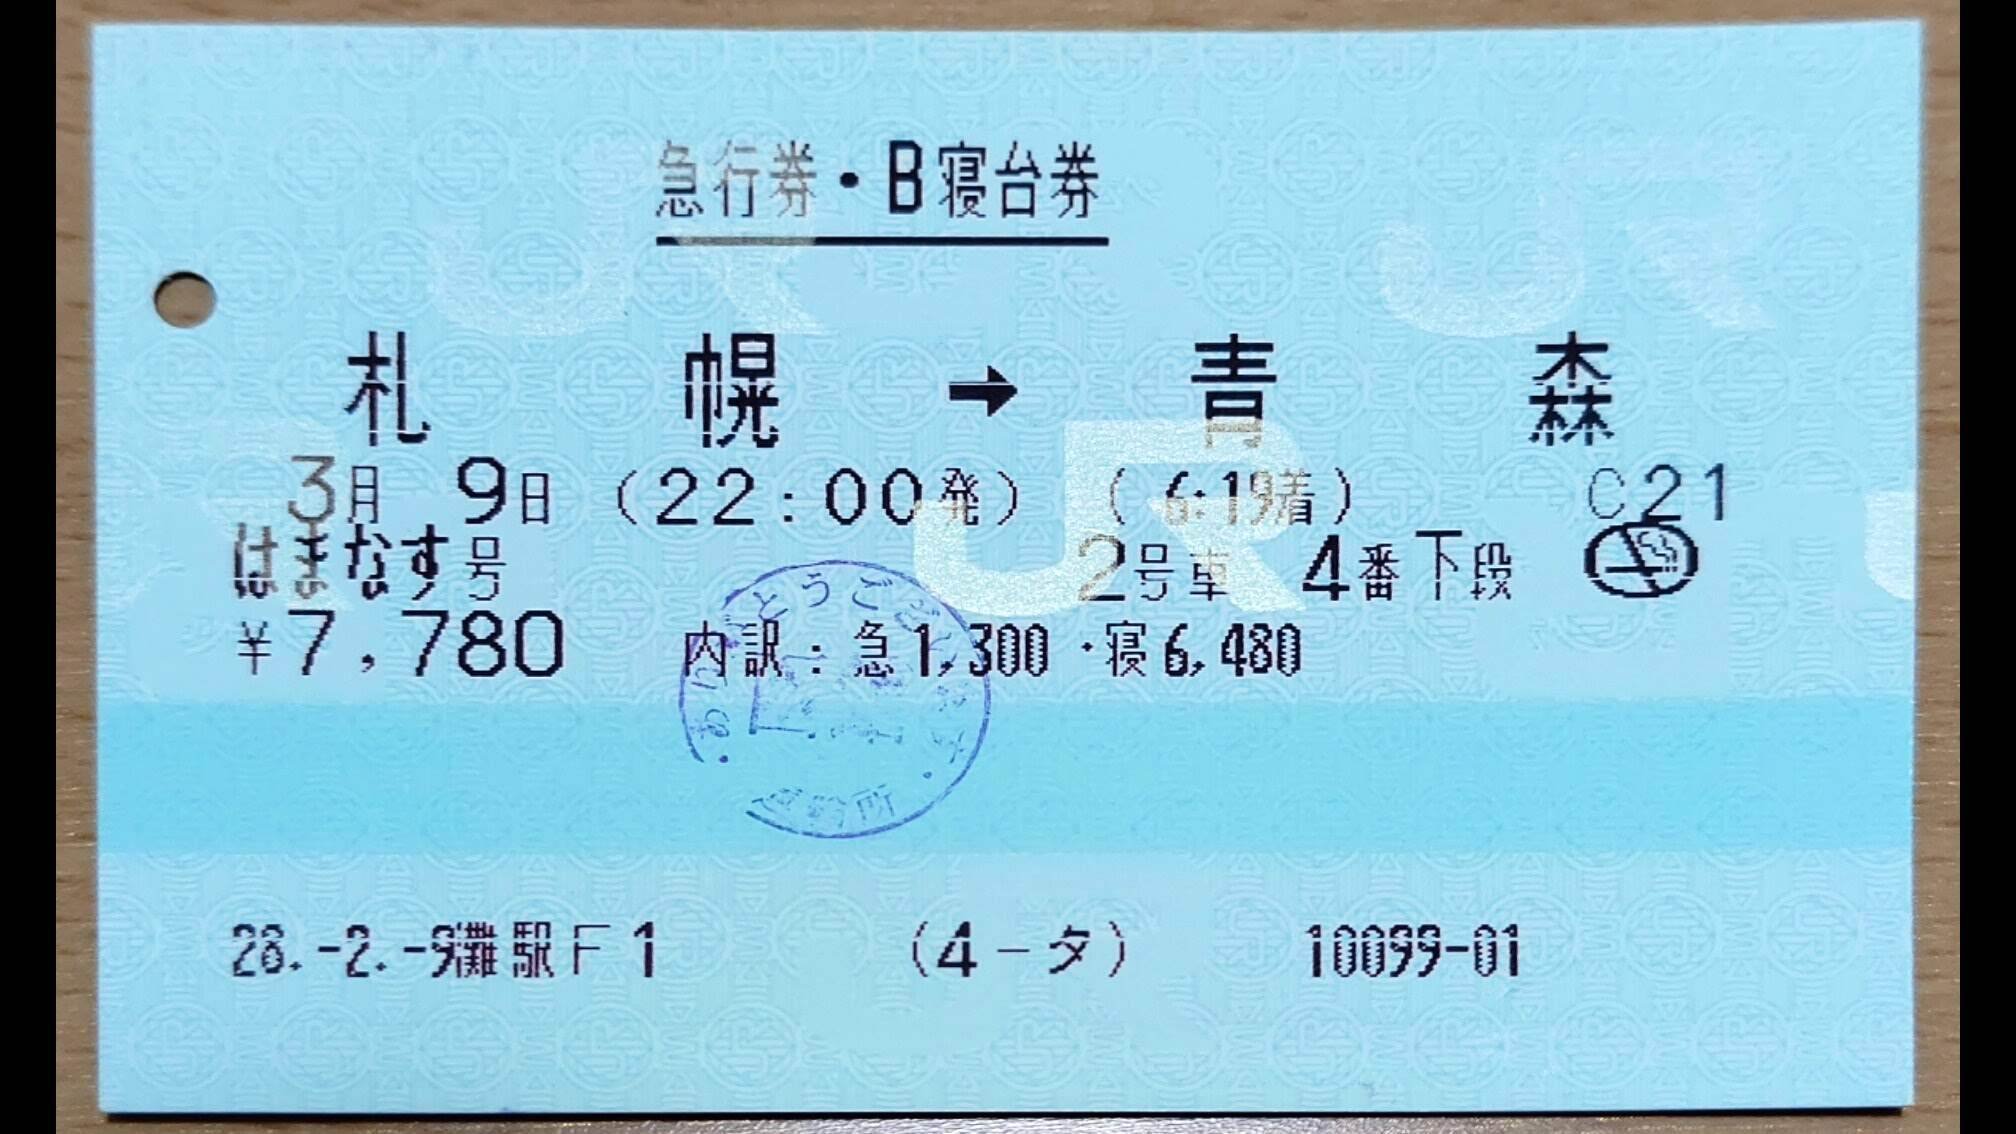 急行券・B寝台券
札幌→青森
3月 9日 (22:00発) (6:19着) C21
はまなす号 2号車 4番下段
¥7,780 内訳:急1,300・寝6,480
28.-2.-9灘駅F1 (4-タ) 10099-01
JR